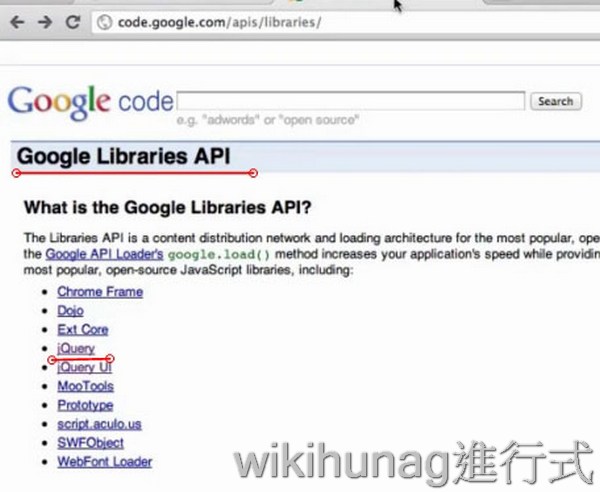 code.google.com/apis/libraries/
Google code
Search
e.g. "adwords" or "open source"
Google Libraries API
What is the Google Libraries API?
The Libraries API is a content distribution network and loading architecture for the most popular, ope
the Google API Loader's google.load() method increases your application's speed while providin
most popular, open-source JavaScript libraries, including:
Chrome Frame
Dojo
Ext Core
jQuery
jQuery UI
MooTools
Prototype
script.aculo.us
SWFObject
WebFont Loader
wikihunag進行式